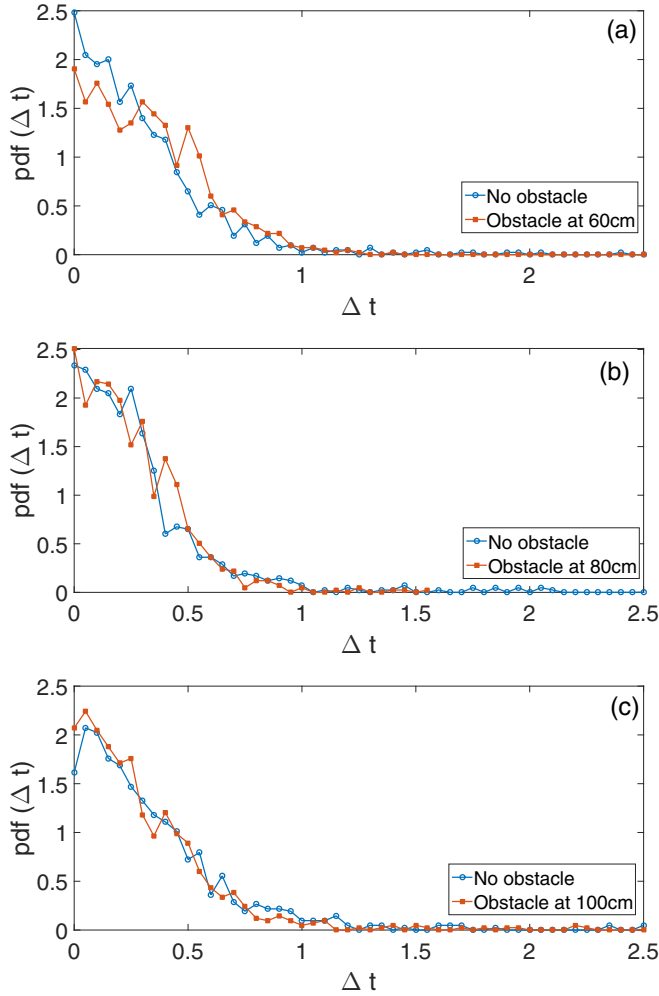 (a)
2.5
2
1.5
1
0.5
0
pdf (Δ t)
No obstacle
Obstacle at 60cm
0 1 2
Δ t
(b)
2.5
2
1.5
1
0.5
0
pdf (Δ t)
No obstacle
Obstacle at 80cm
0 0.5 1 1.5 2 2.5
Δ t
(c)
2.5
2
1.5
1
0.5
0
pdf (Δ t)
No obstacle
Obstacle at 100cm
0 0.5 1 1.5 2 2.5
Δ t